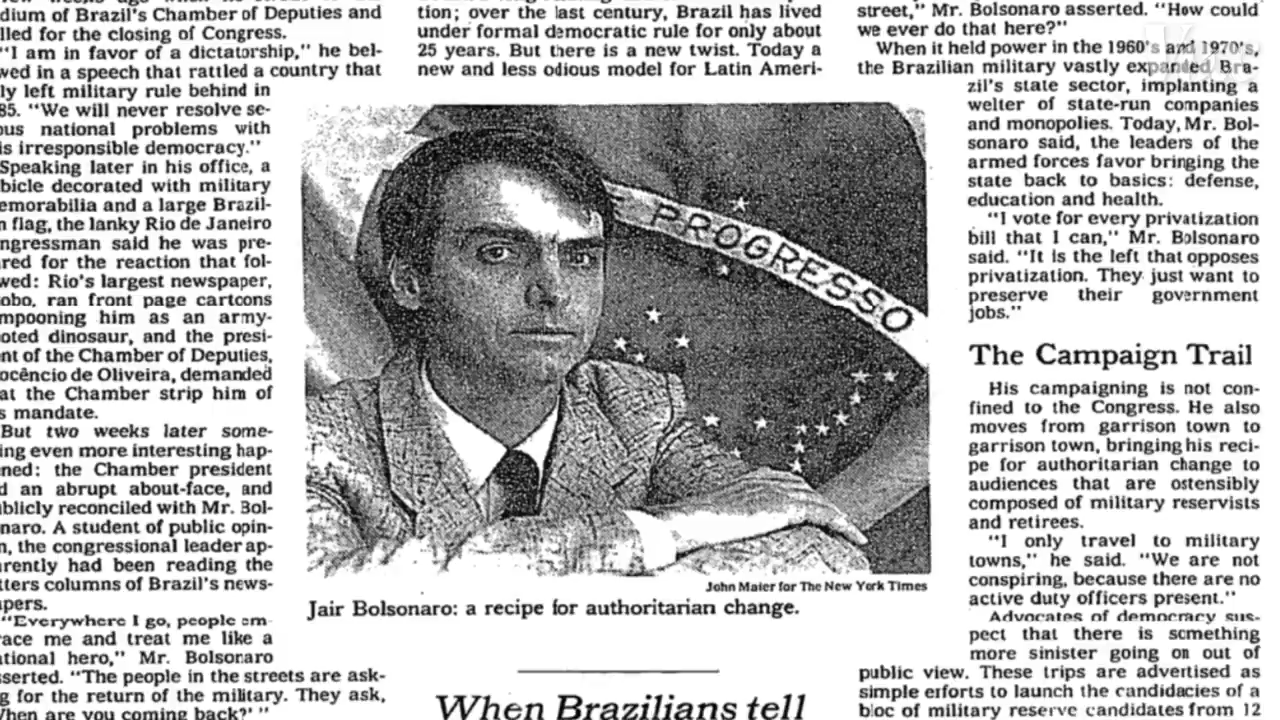 dium of Brazil's Chamber of Deputies and
lled for the closing of Congress.
"I am in favor of a dictatorship," he bel-
wed in a speech that rattled a country that
ly left military rule behind in
85. "We will never resolve se-
ous national problems with
is irresponsible democracy."
Speaking later in his office, a
bicle decorated with military
emorabilia and a large Brazil-
n flag, the lanky Rio de Janeiro
ngressman said he was pre-
red for the reaction that fol-
wed: Rio's largest newspaper,
obo, ran front page cartoons
mpooning him as an army-
oted dinosaur, and the presi-
nt of the Chamber of Deputies,
ocêncio de Oliveira, demanded
at the Chamber strip him of
s mandate.
But two weeks later some-
ing even more interesting hap-
ened: the Chamber president
d an abrupt about-face, and
ublicly reconciled with Mr. Bol-
naro. A student of public opin-
n, the congressional leader ap-
arently had been reading the
tters columns of Brazil's news-
apers.
"Everywhere I go, people em-
race me and treat me like a
ational hero," Mr. Bolsonaro
sserted. "The people in the streets are ask-
g for the return of the military. They ask,
When are you coming back?' "
tion; over the last century, Brazil has lived
under formal democratic rule for only about
25 years. But there is a new twist. Today a
new and less odious model for Latin Ameri-
PROGRESSO
John Maier for The New York Times
Jair Bolsonaro: a recipe for authoritarian change.
When Brazilians tell
street," Mr. Bolsonaro asserted. "How could
we ever do that here?"
When it held power in the 1960's and 1970's,
the Brazilian military vastly expanded Bra-
zil's state sector, implanting a
welter of state-run companies
and monopolies. Today, Mr. Bol-
sonaro said, the leaders of the
armed forces favor bringing the
state back to basics: defense,
education and health.
"I vote for every privatization
bill that I can," Mr. Bolsonaro
said. "It is the left that opposes
privatization. They just want to
preserve their government
jobs."
The Campaign Trail
His campaigning is not con-
fined to the Congress. He also
moves from garrison town to
garrison town, bringing his reci-
pe for authoritarian change to
audiences that are ostensibly
composed of military reservists
and retirees.
"I only travel to military
towns," he said. "We are not
conspiring, because there are no
active duty officers present."
Advocates of democracy sus-
pect that there is something
more sinister going on out of
public view. These trips are advertised as
simple efforts to launch the candidacies of a
bloc of military reserve candidates from 12